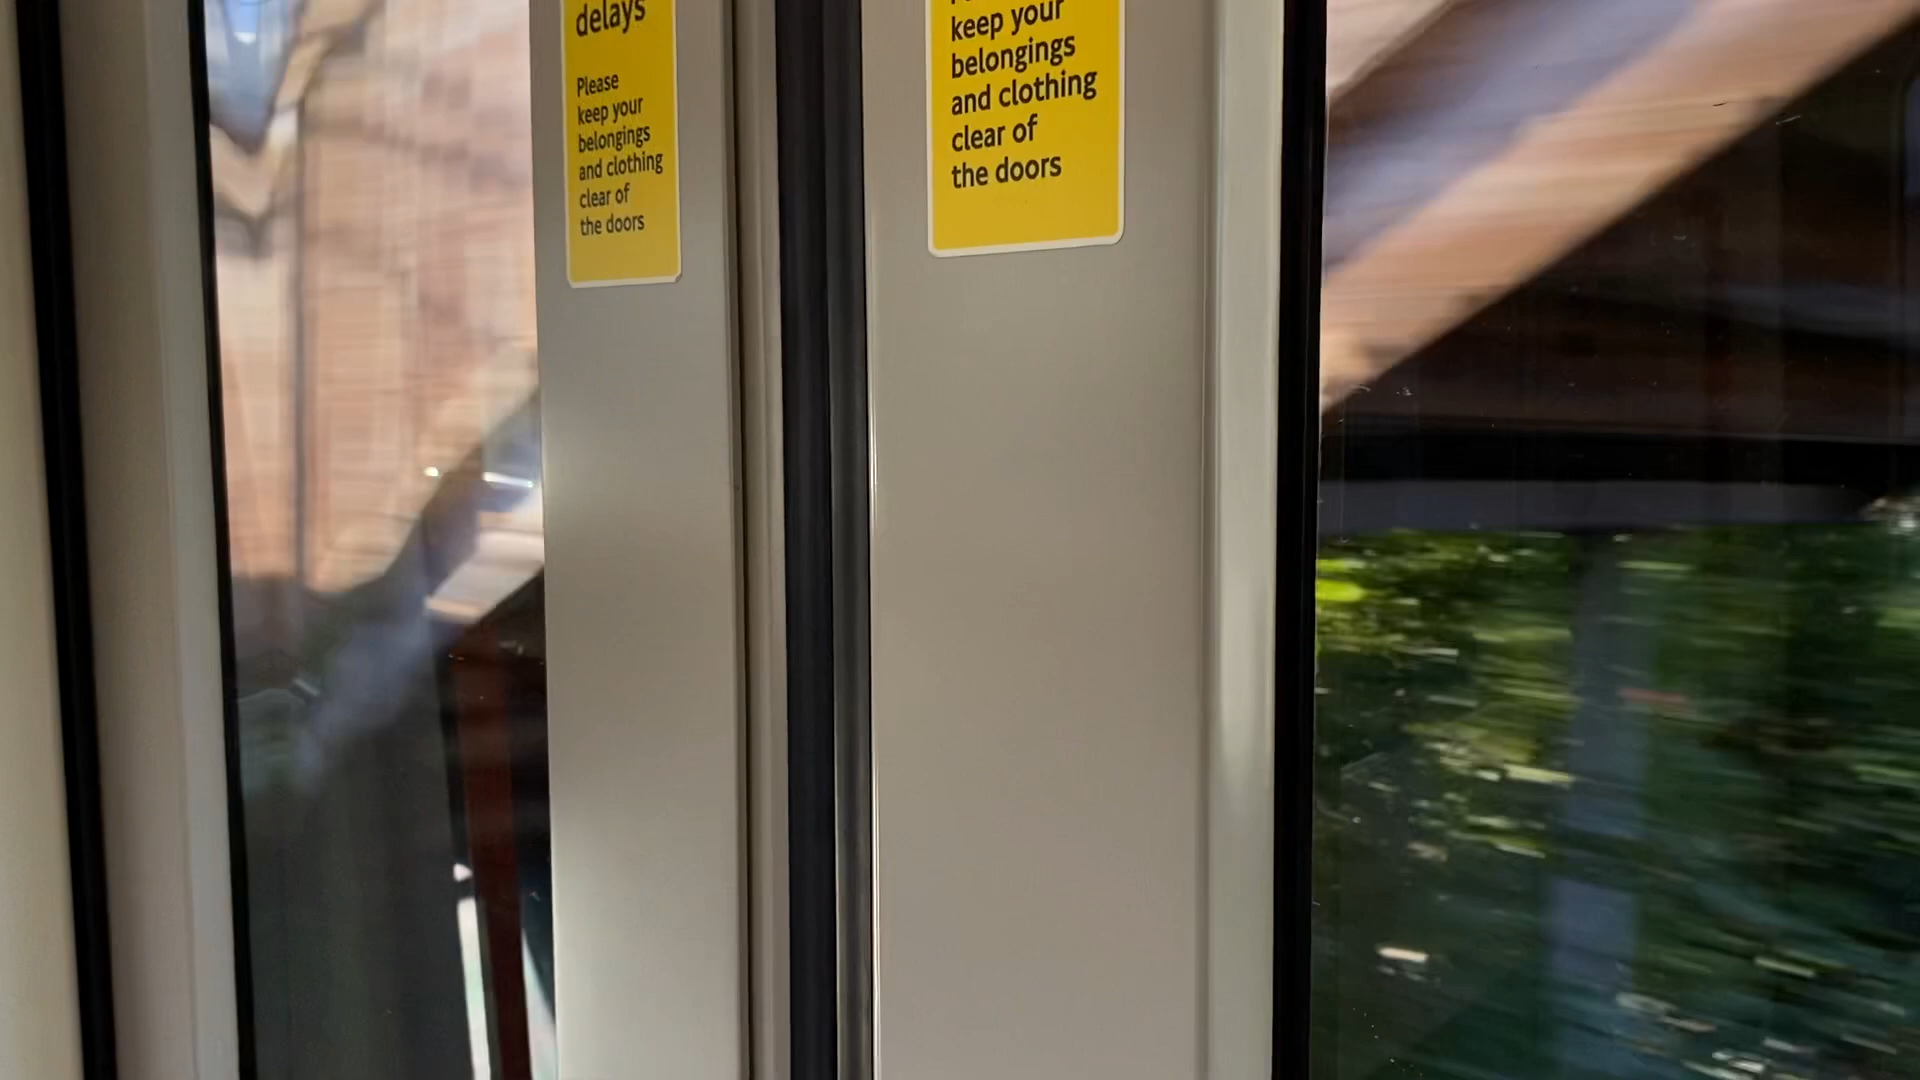 delays
Please
keep your
belongings
and clothing
clear of
the doors
keep your
belongings
and clothing
clear of
the doors